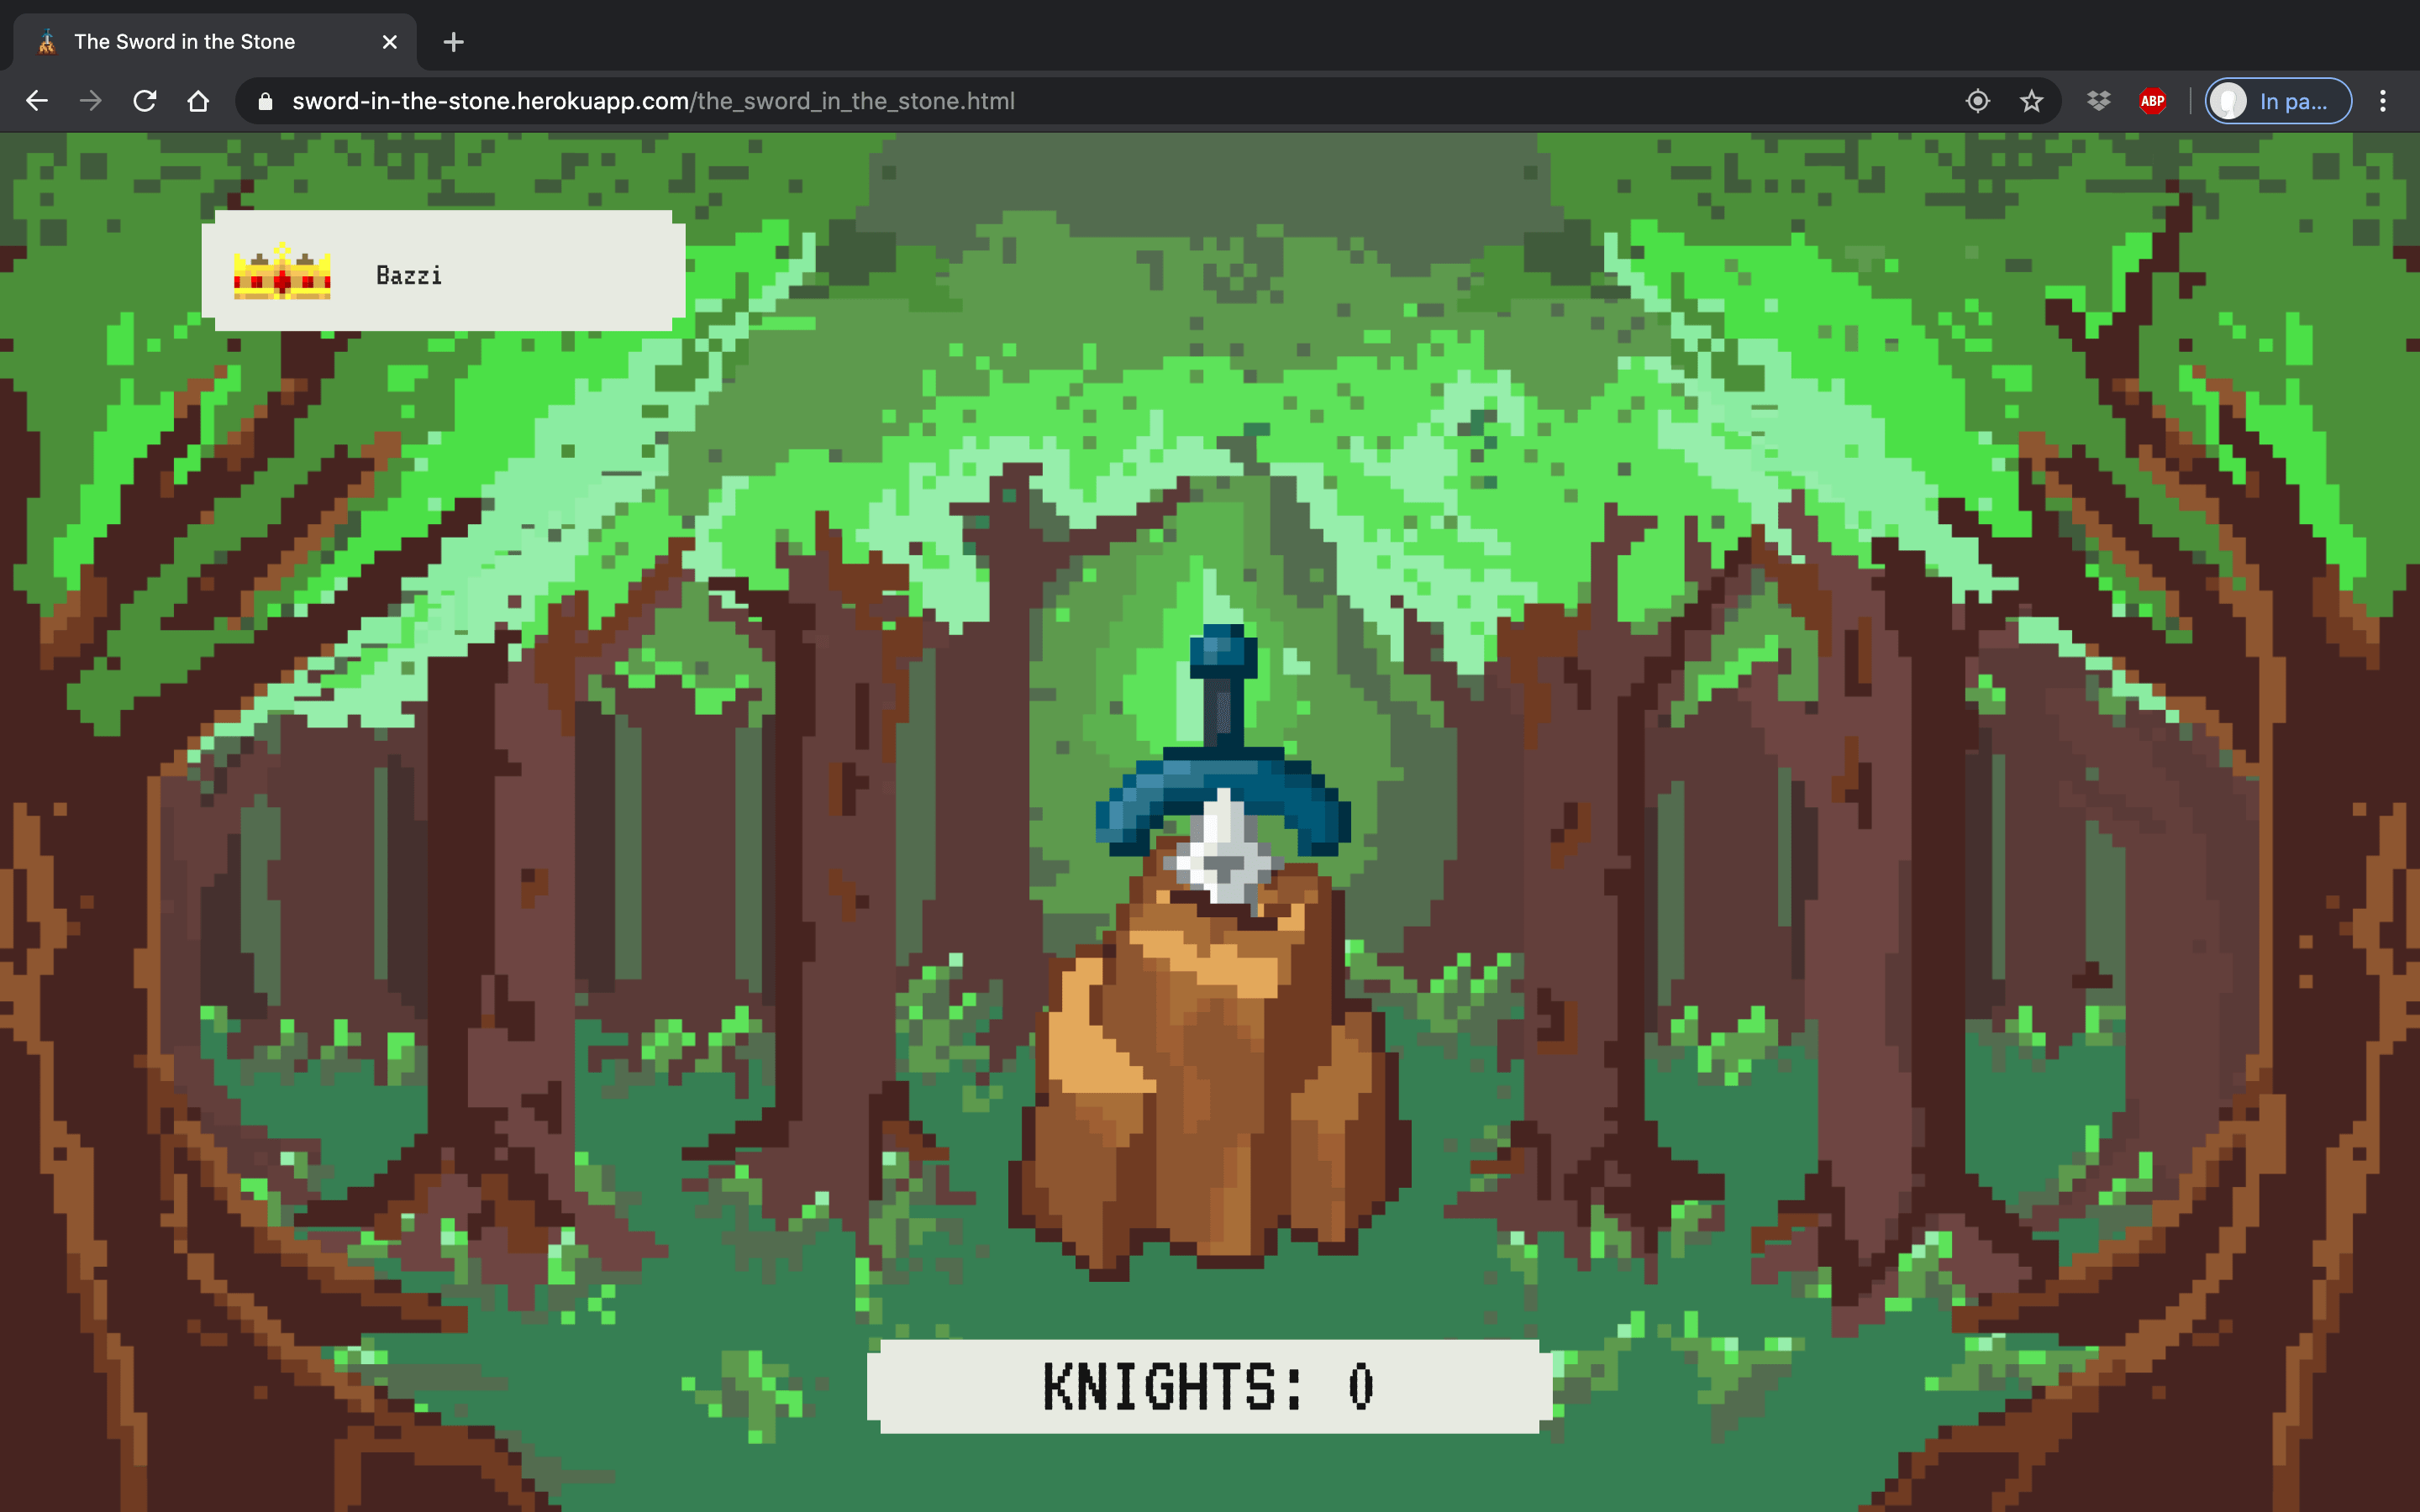 The Sword in the Stone
sword-in-the-stone.herokuapp.com/the_sword_in_the_stone.html
ABP
In pa...
Bazzi
KNIGHTS: 0